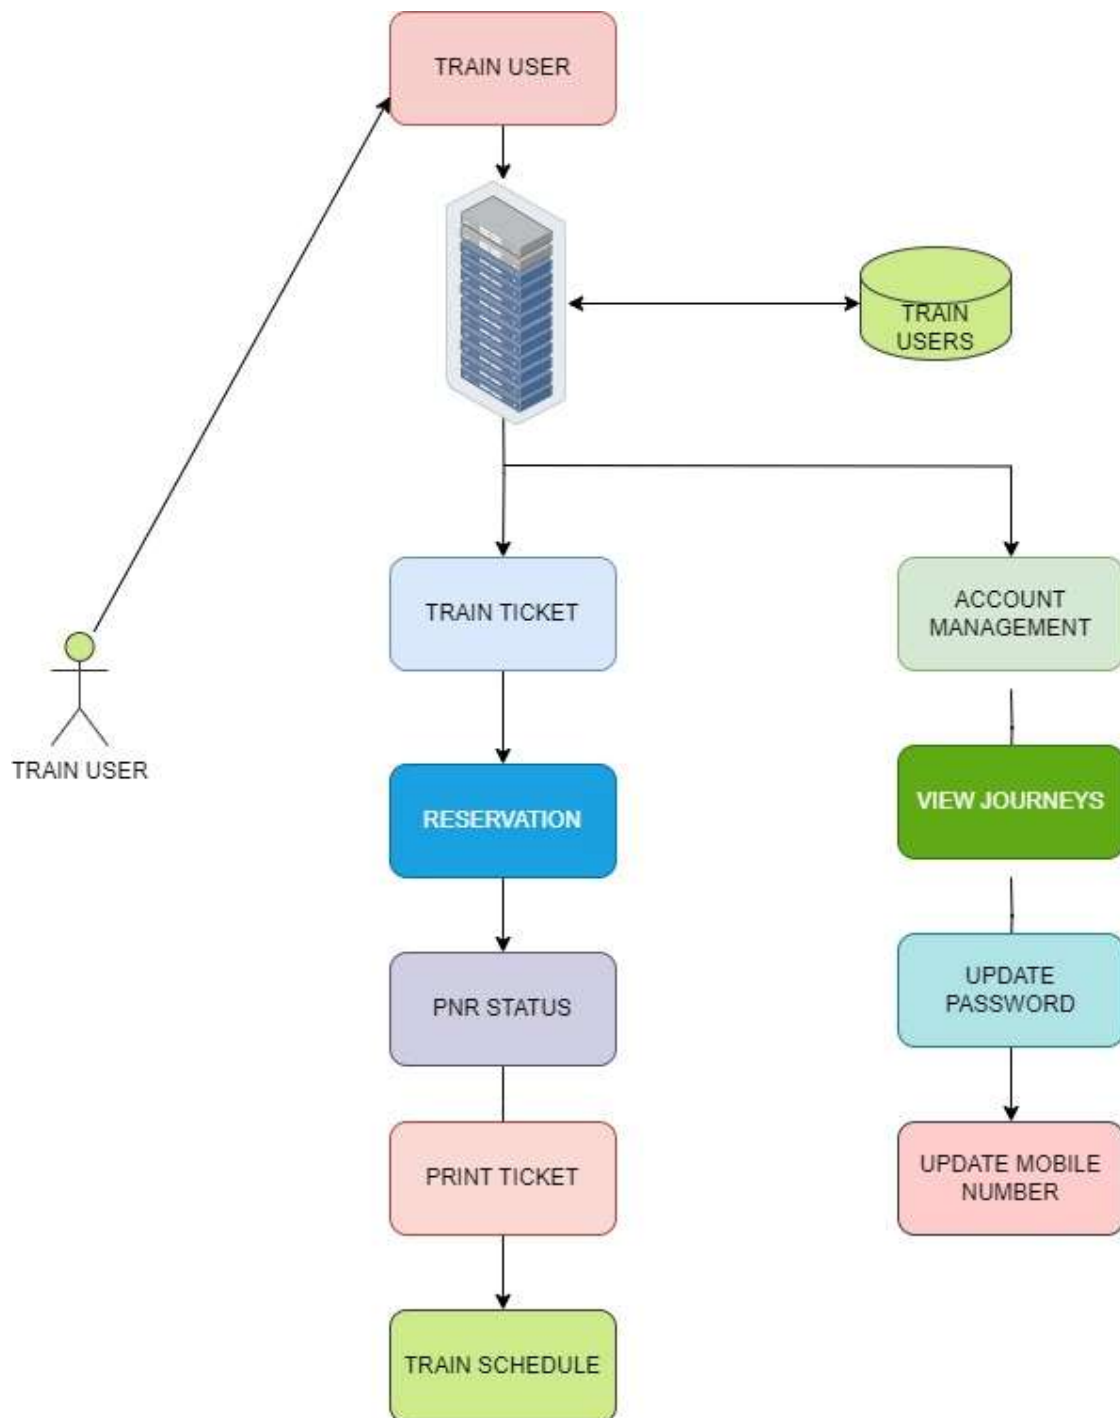 TRAIN USER
TRAIN
USERS
TRAIN TICKET
ACCOUNT
MANAGEMENT
TRAIN USER
RESERVATION
VIEW JOURNEYS
PNR STATUS
UPDATE
PASSWORD
PRINT TICKET
UPDATE MOBILE
NUMBER
TRAIN SCHEDULE